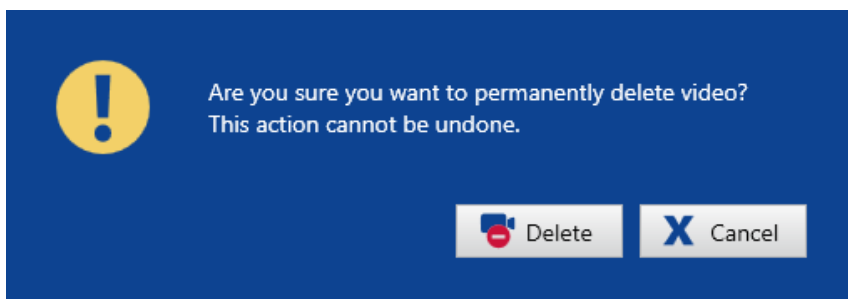 Are you sure you want to permanently delete video?
This action cannot be undone.
Delete
Cancel